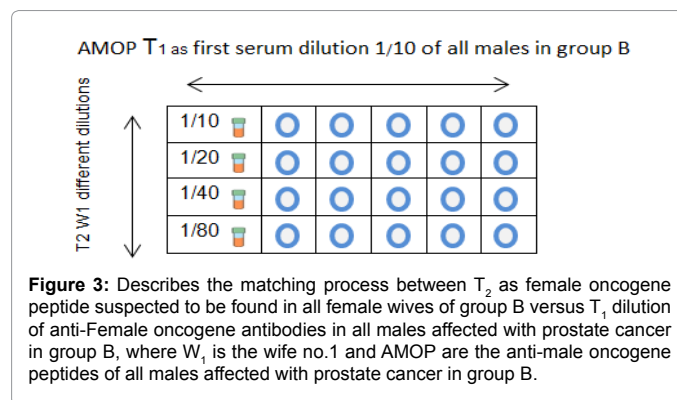 AMOP T1 as first serum dilution 1/10 of all males in group B
T2 W1 different dilutions
1/10
1/20
1/40
1/80
Figure 3: Describes the matching process between T2 as female oncogene
peptide suspected to be found in all female wives of group B versus T1 dilution
of anti-Female oncogene antibodies in all males affected with prostate cancer
in group B, where W1 is the wife no.1 and AMOP are the anti-male oncogene
peptides of all males affected with prostate cancer in group B.